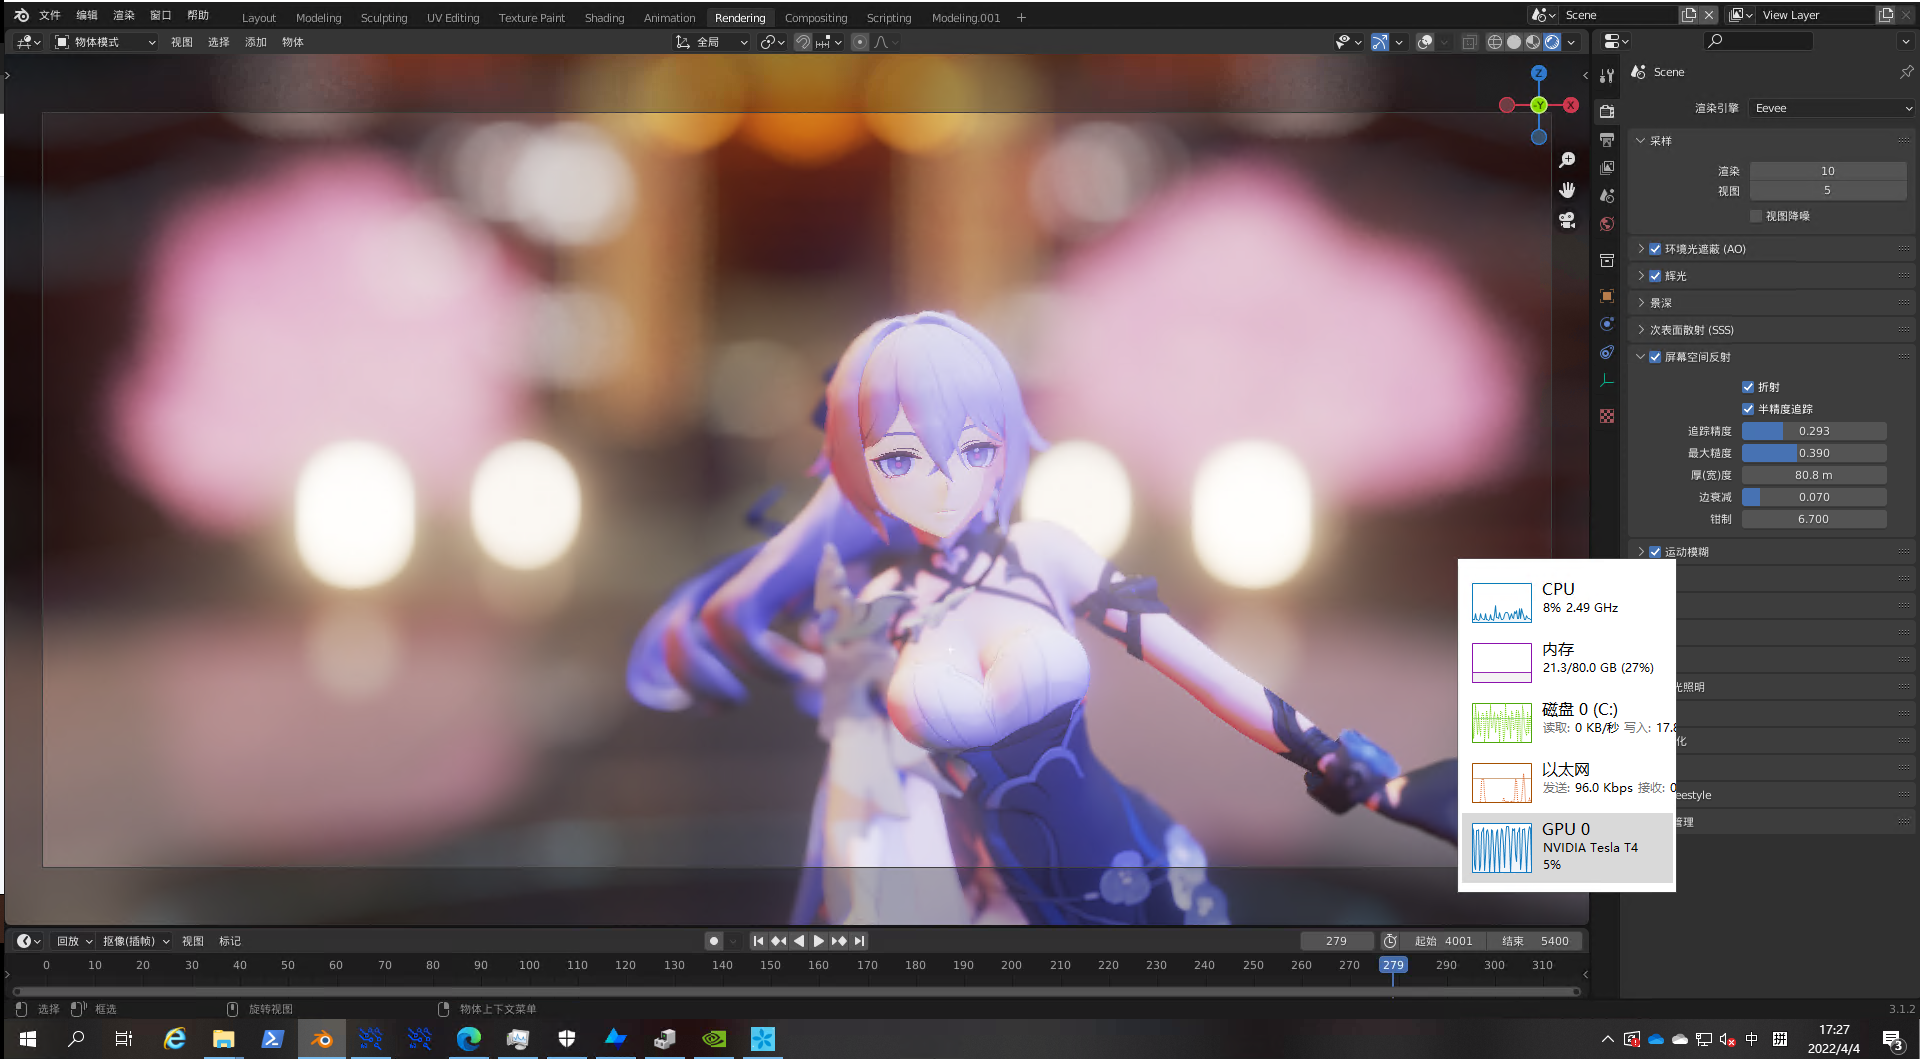 文件 编辑 渲染 窗口 帮助 Layout Modeling Sculpting UV Editing Texture Paint Shading Animation Rendering Compositing Scripting Modeling.001 + Scene View Layer
物体模式 视图 选择 添加 物体 全局
Z
Y X
Scene
渲染引擎 Eevee
采样
渲染 10
视图 5
视图降噪
环境光遮蔽 (AO)
辉光
景深
次表面散射 (SSS)
屏幕空间反射
折射
半精度追踪
追踪精度 0.293
最大糙度 0.390
厚(宽)度 80.8 m
边衰减 0.070
钳制 6.700
运动模糊
光照明
化
eestyle
管理
CPU
8% 2.49 GHz
内存
21.3/80.0 GB (27%)
磁盘 0 (C:)
读取: 0 KB/秒 写入: 17.8
以太网
发送: 96.0 Kbps 接收: 0
GPU 0
NVIDIA Tesla T4
5%
回放 抠像(插帧) 视图 标记 279 起始 4001 结束 5400
0 10 20 30 40 50 60 70 80 90 100 110 120 130 140 150 160 170 180 190 200 210 220 230 240 250 260 270 279 290 300 310
选择 框选 旋转视图 物体上下文菜单 3.1.2
中 拼 17:27
2022/4/4 3